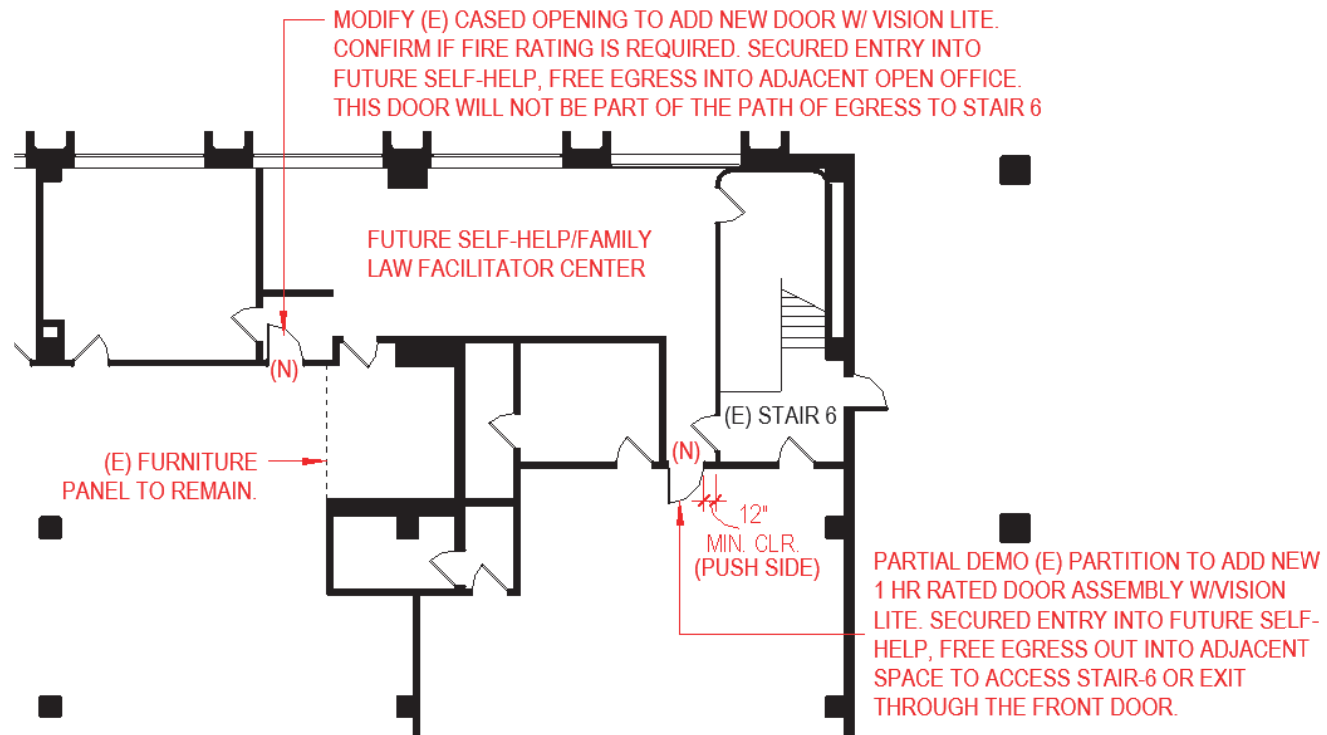 MODIFY (E) CASED OPENING TO ADD NEW DOOR W/ VISION LITE.
CONFIRM IF FIRE RATING IS REQUIRED. SECURED ENTRY INTO
FUTURE SELF-HELP, FREE EGRESS INTO ADJACENT OPEN OFFICE.
THIS DOOR WILL NOT BE PART OF THE PATH OF EGRESS TO STAIR 6
FUTURE SELF-HELP/FAMILY
LAW FACILITATOR CENTER
(N)
(E) STAIR 6
(N)
(E) FURNITURE
PANEL TO REMAIN.
12"
MIN. CLR.
(PUSH SIDE)
PARTIAL DEMO (E) PARTITION TO ADD NEW
1 HR RATED DOOR ASSEMBLY W/VISION
LITE. SECURED ENTRY INTO FUTURE SELF-
HELP, FREE EGRESS OUT INTO ADJACENT
SPACE TO ACCESS STAIR-6 OR EXIT
THROUGH THE FRONT DOOR.